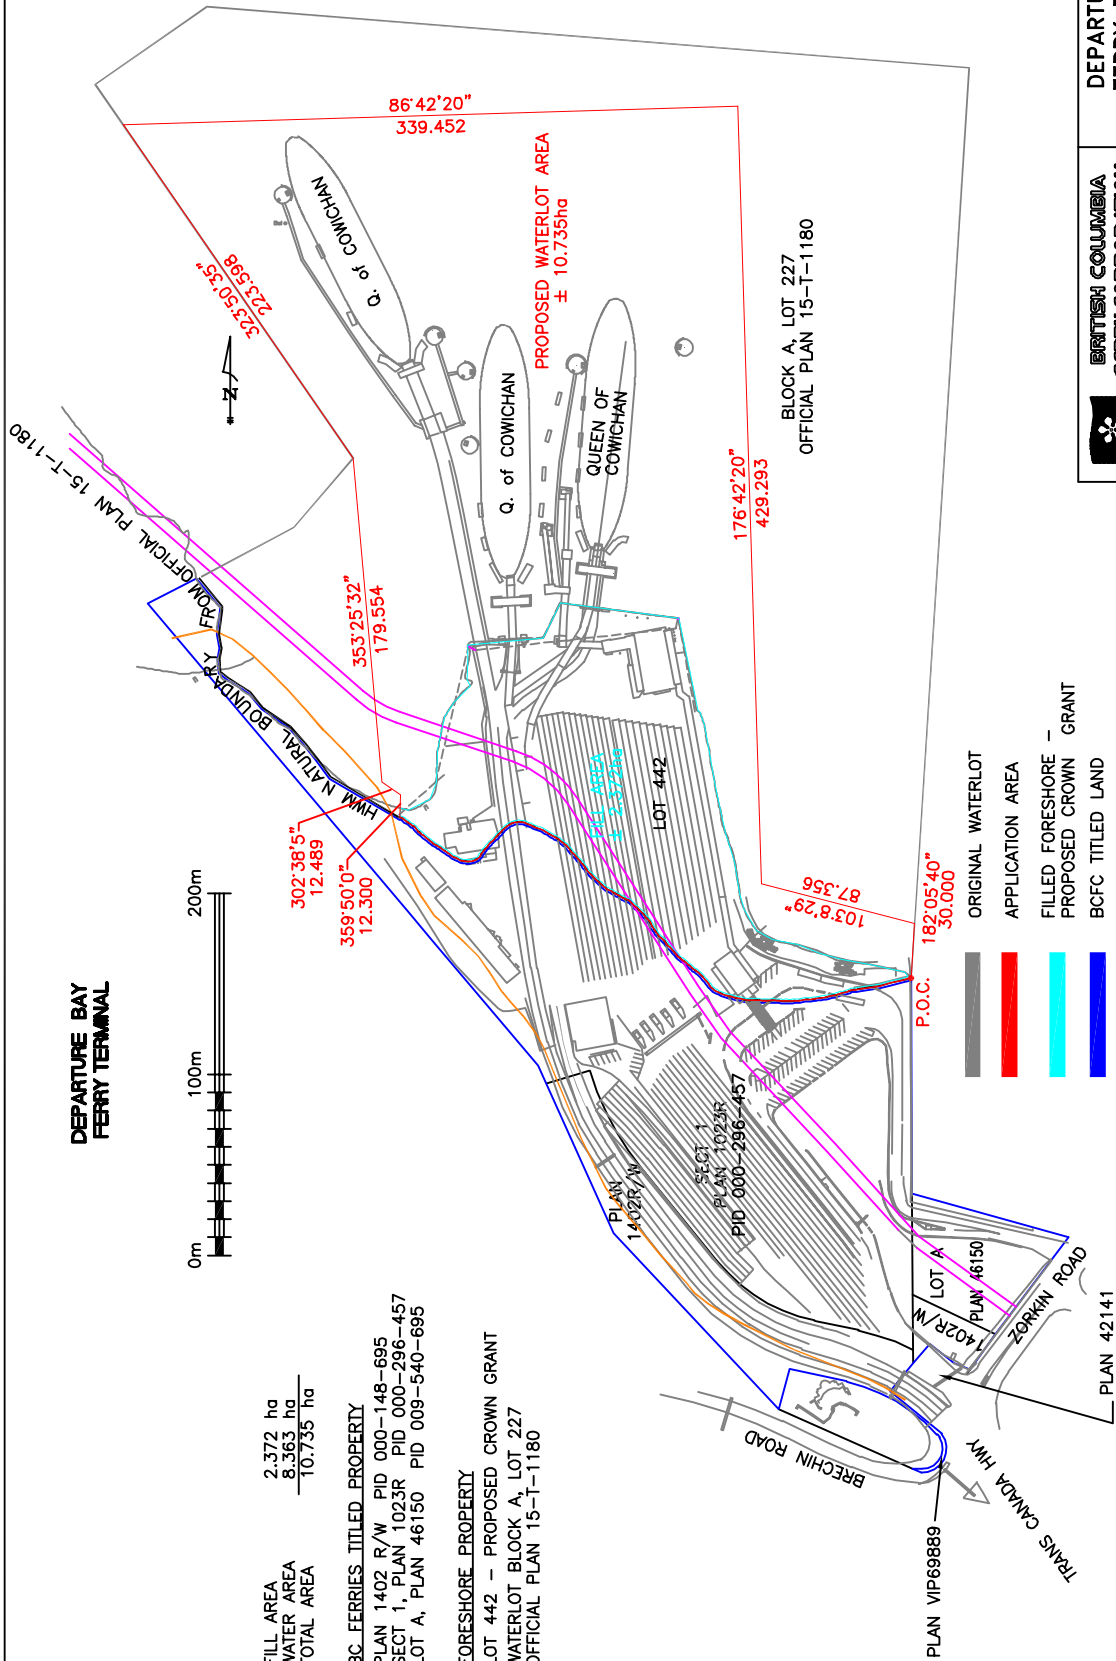 DEPARTURE BAY
FERRY TERMINAL
0m
100m
200m
FILL AREA 2.372 ha
WATER AREA 8.363 ha
TOTAL AREA 10.735 ha
BC FERRIES TITLED PROPERTY
PLAN 1402 R/W PID 000-148-695
SECT 1, PLAN 1023R PID 000-296-457
LOT A, PLAN 46150 PID 009-540-695
FORESHORE PROPERTY
LOT 442 - PROPOSED CROWN GRANT
WATERLOT BLOCK A, LOT 227
OFFICIAL PLAN 15-T-1180
HWM NATURAL BOUNDARY FROM OFFICIAL PLAN 15-T-1180
N
323°50'35"
223.598
86°42'20"
339.452
353°25'32"
179.554
302°38'5"
12.489
359°50'0"
12.300
176°42'20"
429.293
103°8'29"
87.356
182°05'40"
30.000
P.O.C.
Q. of COWICHAN
Q. of COWICHAN
QUEEN OF
COWICHAN
PROPOSED WATERLOT AREA
± 10.735ha
BLOCK A, LOT 227
OFFICIAL PLAN 15-T-1180
FILL AREA
± 2.372ha
LOT 442
SECT 1
PLAN 1023R
PID 000-296-457
PLAN
1402R/W
LOT A
PLAN 46150
1402R/W
ZORKIN ROAD
BRECHIN ROAD
TRANS CANADA HWY
PLAN VIP69889
PLAN 42141
ORIGINAL WATERLOT
APPLICATION AREA
FILLED FORESHORE -
PROPOSED CROWN GRANT
BCFC TITLED LAND
BRITISH COLUMBIA
DEPARTU